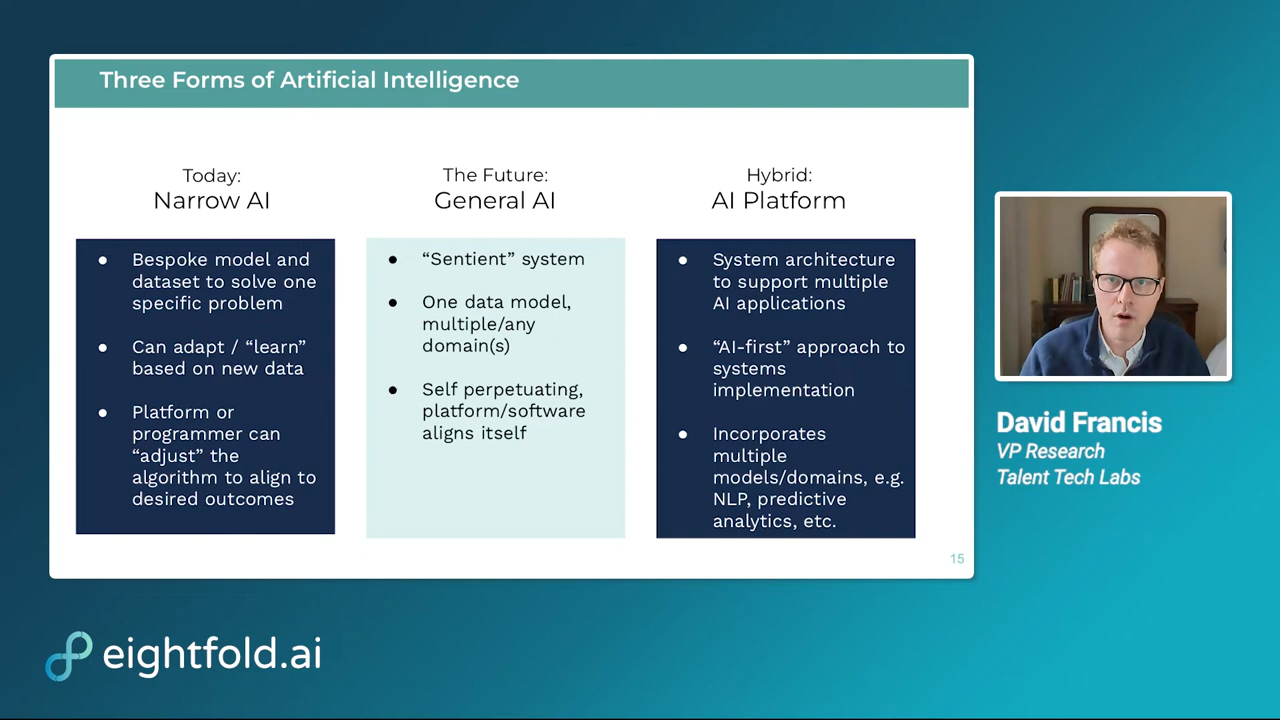 Three Forms of Artificial Intelligence
Today:
Narrow AI
● Bespoke model and
dataset to solve one
specific problem
● Can adapt / “learn”
based on new data
● Platform or
programmer can
“adjust” the
algorithm to align to
desired outcomes
The Future:
General AI
● “Sentient” system
● One data model,
multiple/any
domain(s)
● Self perpetuating,
platform/software
aligns itself
Hybrid:
AI Platform
● System architecture
to support multiple
AI applications
● “AI-first” approach to
systems
implementation
● Incorporates
multiple
models/domains, e.g.
NLP, predictive
analytics, etc.
15
David Francis
VP Research
Talent Tech Labs
eightfold.ai